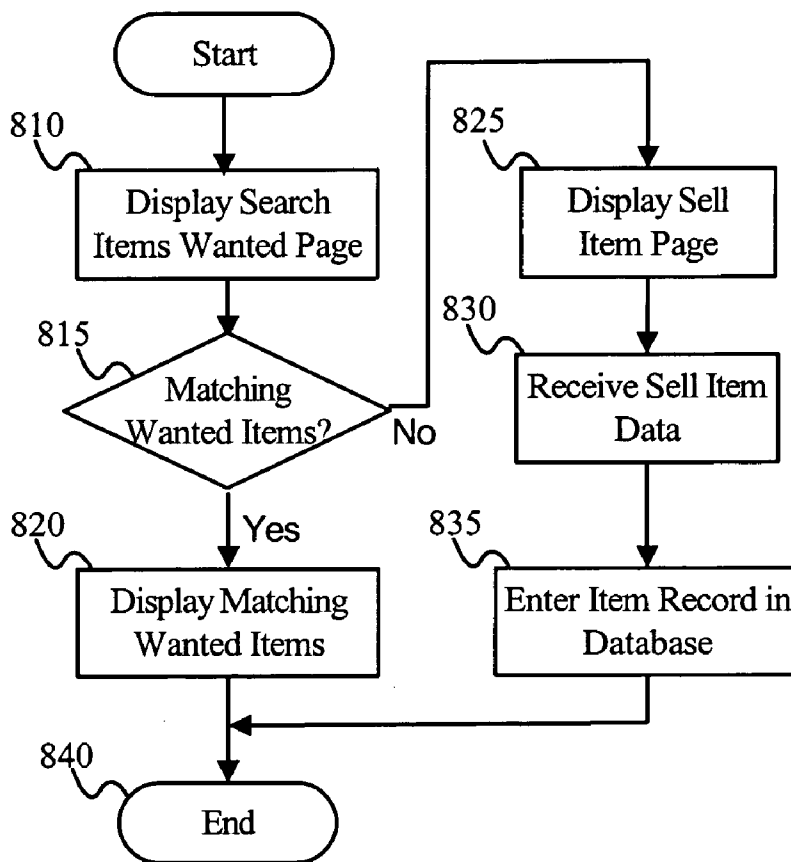 Start
810
Display Search
Items Wanted Page
815
Matching
Wanted Items?
No
Yes
820
Display Matching
Wanted Items
825
Display Sell
Item Page
830
Receive Sell Item
Data
835
Enter Item Record in
Database
840
End